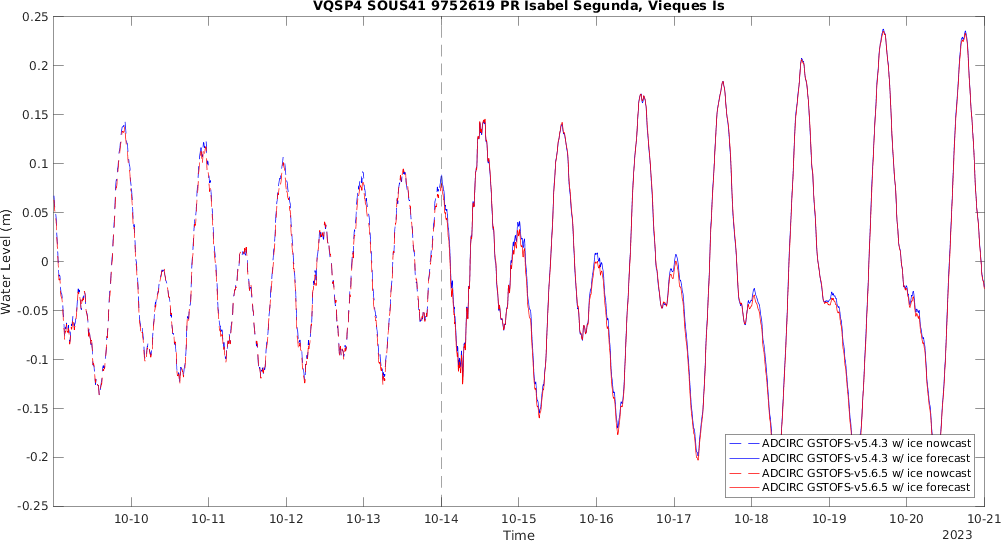 VQSP4 SOUS41 9752619 PR Isabel Segunda, Vieques Is
0.25
0.2
0.15
0.1
0.05
0
-0.05
-0.1
-0.15
-0.2
-0.25
Water Level (m)
ADCIRC GSTOFS-v5.4.3 w/ ice nowcast
ADCIRC GSTOFS-v5.4.3 w/ ice forecast
ADCIRC GSTOFS-v5.6.5 w/ ice nowcast
ADCIRC GSTOFS-v5.6.5 w/ ice forecast
10-10 10-11 10-12 10-13 10-14 10-15 10-16 10-17 10-18 10-19 10-20 10-21
Time
2023